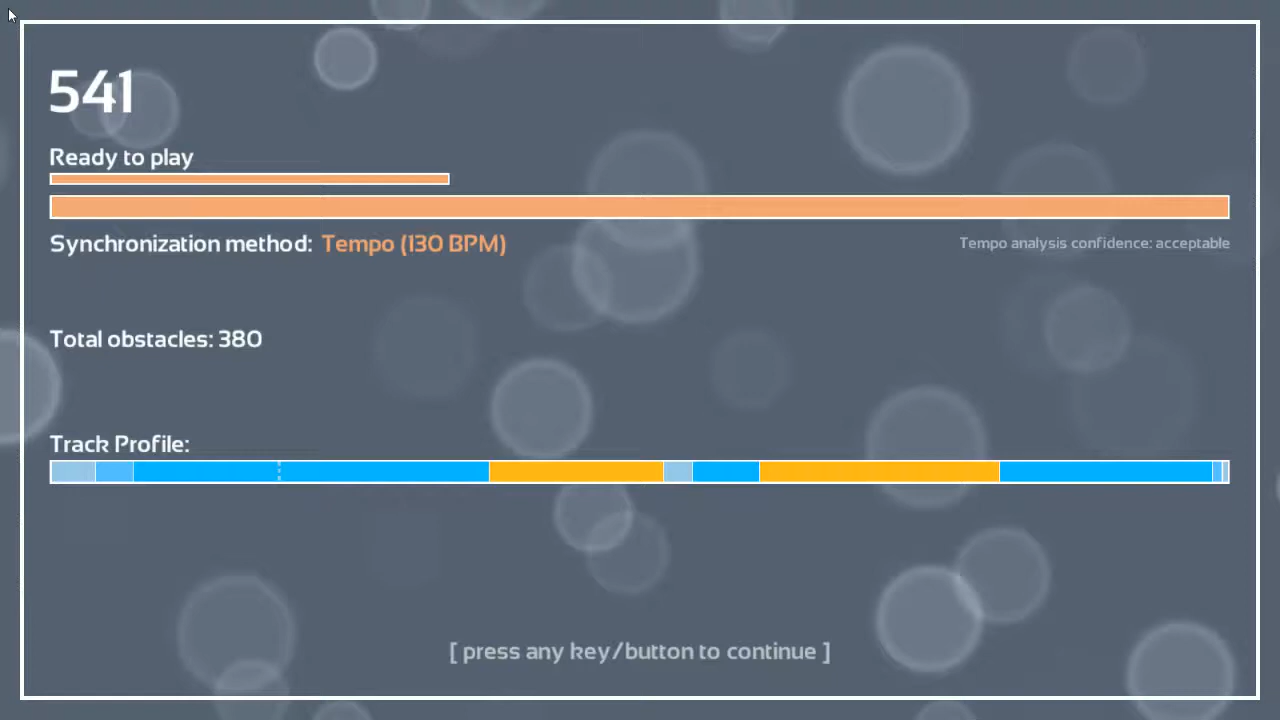 541
Ready to play
Synchronization method: Tempo (130 BPM)
Tempo analysis confidence: acceptable
Total obstacles: 380
Track Profile:
[ press any key/button to continue ]